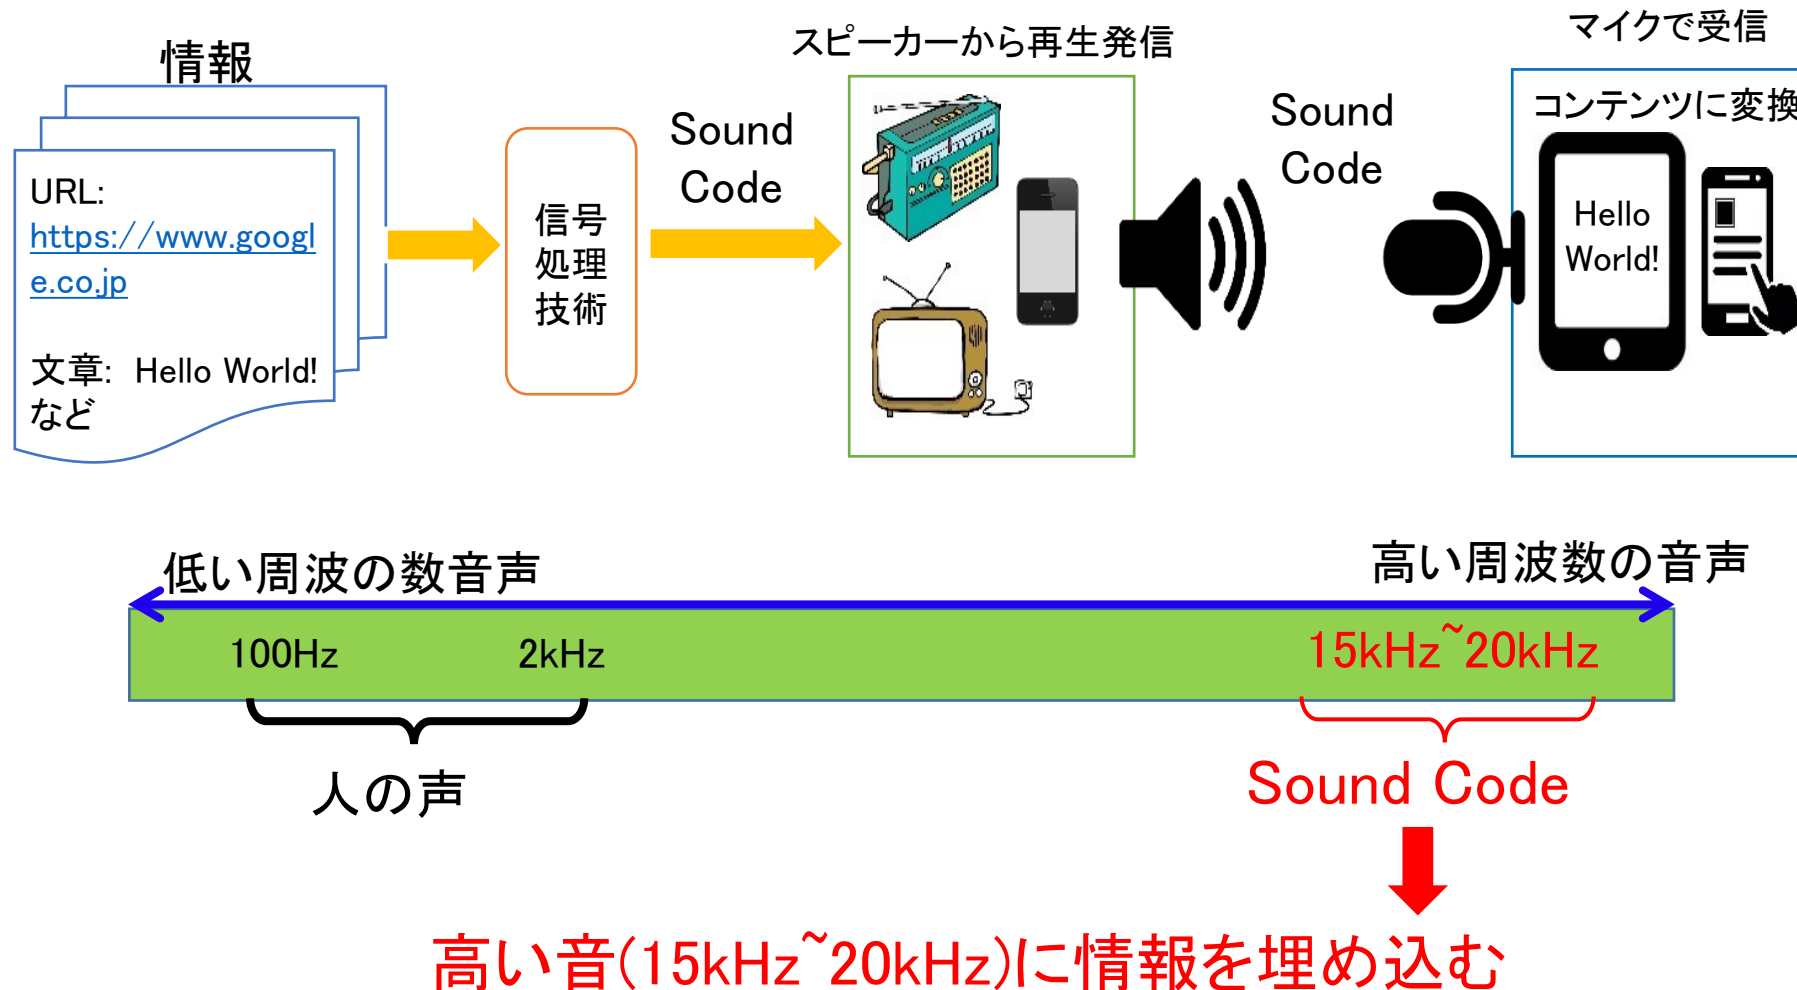 情報
URL:
https://www.googl
e.co.jp
文章: Hello World!
など
信号
処理
技術
Sound
Code
スピーカーから再生発信
Sound
Code
マイクで受信
コンテンツに変換
Hello
World!
低い周波の数音声
高い周波数の音声
100Hz
2kHz
15kHz~20kHz
人の声
Sound Code
高い音(15kHz~20kHz)に情報を埋め込む